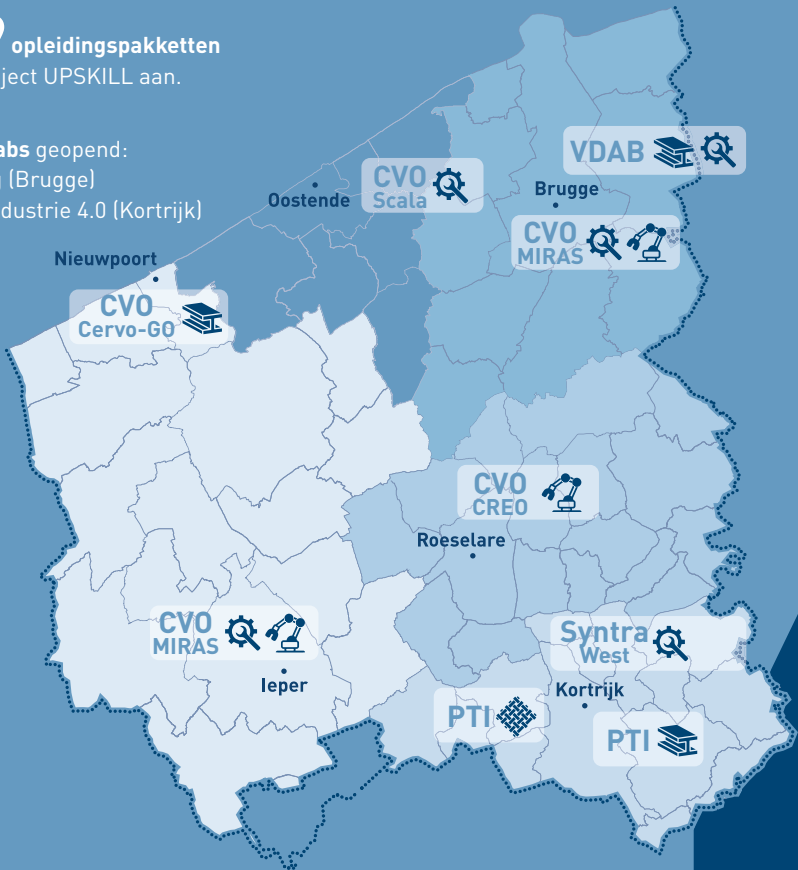 opleidingspakketten
ject UPSKILL aan.
abs geopend:
(Brugge)
dustrie 4.0 (Kortrijk)
VDAB
CVO
Scala
Brugge
Oostende
CVO
MIRAS
Nieuwpoort
CVO
Cervo-GO
CVO
CREO
Roeselare
CVO
MIRAS
Syntra
West
Ieper
Kortrijk
PTI
PTI